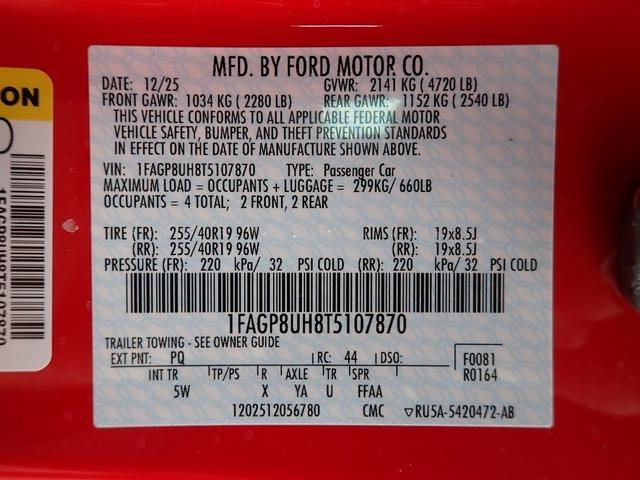 MFD. BY FORD MOTOR CO.
DATE: 12/25 GVWR: 2141 KG ( 4720 LB)
FRONT GAWR: 1034 KG ( 2280 LB) REAR GAWR: 1152 KG ( 2540 LB)
THIS VEHICLE CONFORMS TO ALL APPLICABLE FEDERAL MOTOR
VEHICLE SAFETY, BUMPER, AND THEFT PREVENTION STANDARDS
IN EFFECT ON THE DATE OF MANUFACTURE SHOWN ABOVE.
VIN: 1FAGP8UH8T5107870 TYPE: Passenger Car
MAXIMUM LOAD = OCCUPANTS + LUGGAGE = 299KG/ 660LB
OCCUPANTS = 4 TOTAL; 2 FRONT, 2 REAR
TIRE (FR): 255/40R19 96W RIMS (FR): 19x8.5J
(RR): 255/40R19 96W (RR): 19x8.5J
PRESSURE (FR): 220 kPa/ 32 PSI COLD (RR): 220 kPa/ 32 PSI COLD
1FAGP8UH8T5107870
TRAILER TOWING - SEE OWNER GUIDE
EXT PNT: PQ RC: 44 DSO: F0081
R0164
INT TR TP/PS R AXLE TR SPR
5W X YA U FFAA
1202512056780 CMC ▽RU5A-5420472-AB
ON
1FAGP8UH8T5107870